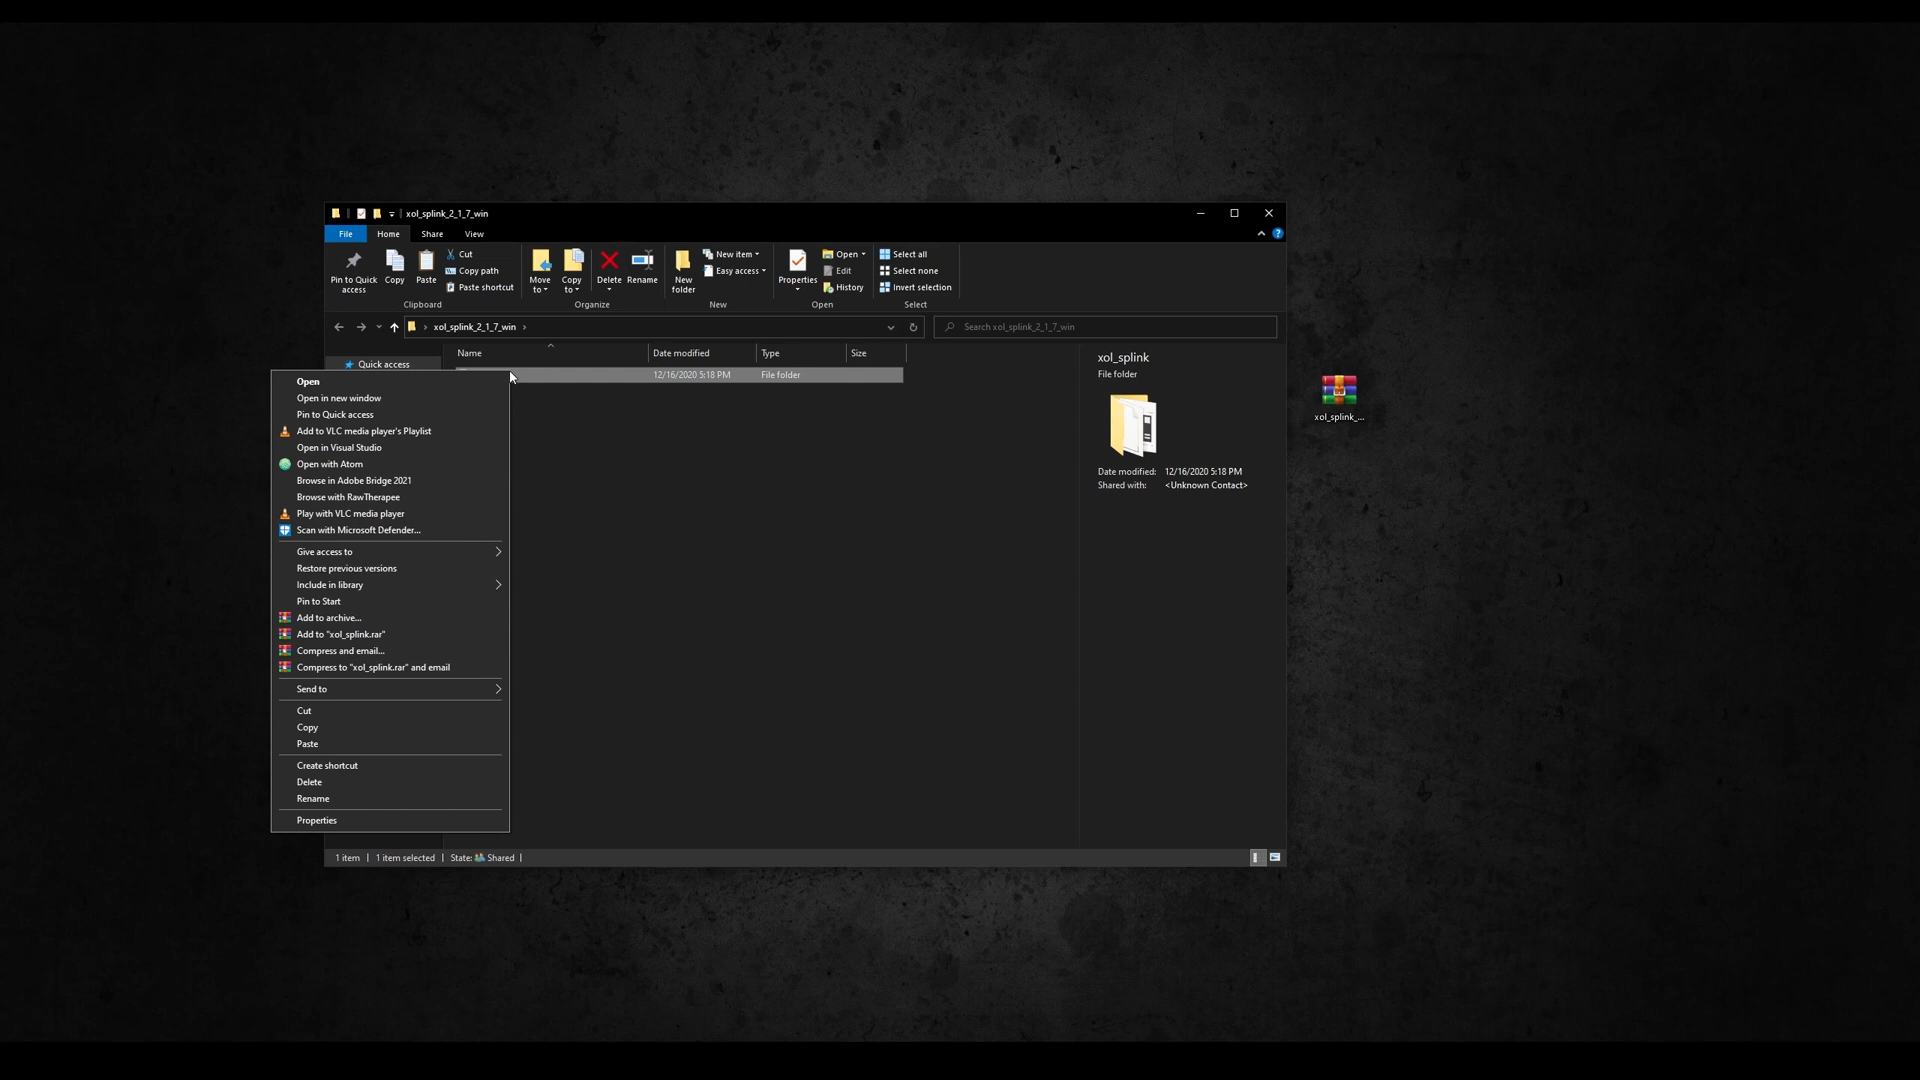 xol_splink_2_1_7_win
File Home Share View
Pin to Quick access
Copy
Paste
Cut
Copy path
Paste shortcut
Clipboard
Move to
Copy to
Delete
Rename
Organize
New folder
New item
Easy access
New
Properties
Open
Edit
History
Open
Select all
Select none
Invert selection
Select
xol_splink_2_1_7_win
Search xol_splink_2_1_7_win
Name Date modified Type Size
Quick access
12/16/2020 5:18 PM File folder
Open
Open in new window
Pin to Quick access
Add to VLC media player's Playlist
Open in Visual Studio
Open with Atom
Browse in Adobe Bridge 2021
Browse with RawTherapee
Play with VLC media player
Scan with Microsoft Defender...
Give access to
Restore previous versions
Include in library
Pin to Start
Add to archive...
Add to "xol_splink.rar"
Compress and email...
Compress to "xol_splink.rar" and email
Send to
Cut
Copy
Paste
Create shortcut
Delete
Rename
Properties
xol_splink
File folder
Date modified: 12/16/2020 5:18 PM
Shared with: <Unknown Contact>
xol_splink_...
1 item 1 item selected State: Shared